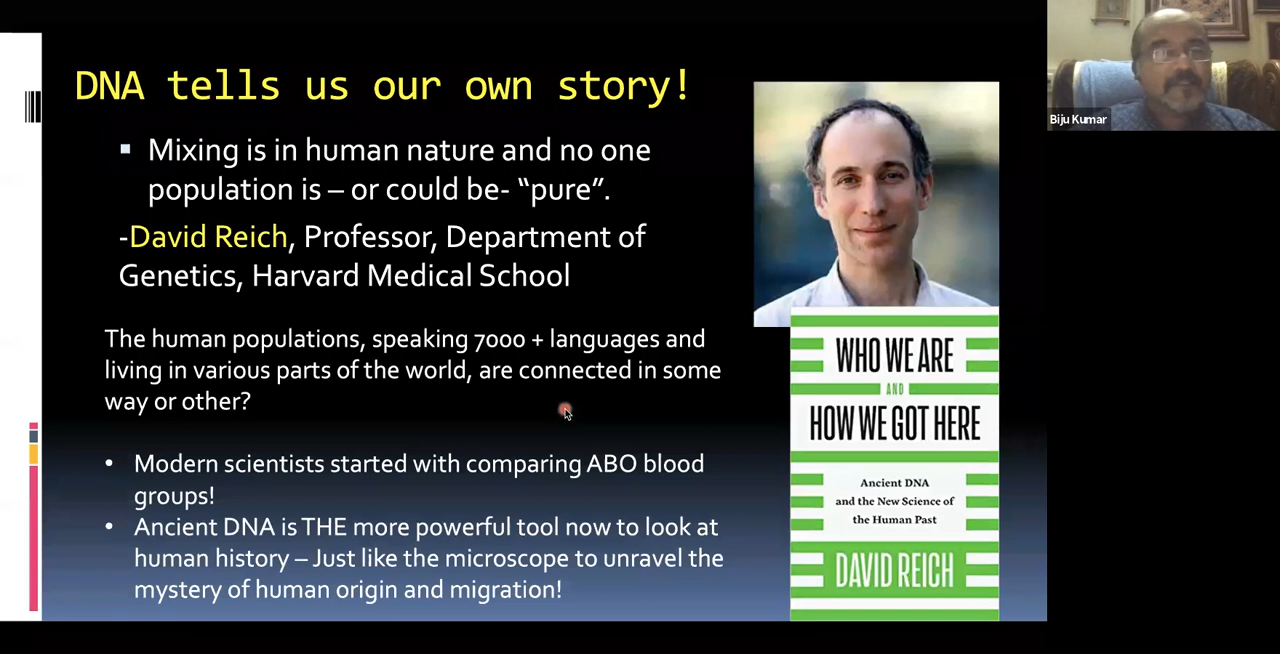 DNA tells us our own story!
Mixing is in human nature and no one
population is – or could be- “pure”.
-David Reich, Professor, Department of
Genetics, Harvard Medical School
The human populations, speaking 7000 + languages and
living in various parts of the world, are connected in some
way or other?
• Modern scientists started with comparing ABO blood
groups!
• Ancient DNA is THE more powerful tool now to look at
human history – Just like the microscope to unravel the
mystery of human origin and migration!
WHO WE ARE
AND
HOW WE GOT HERE
Ancient DNA
and the New Science of
the Human Past
DAVID REICH
Biju Kumar